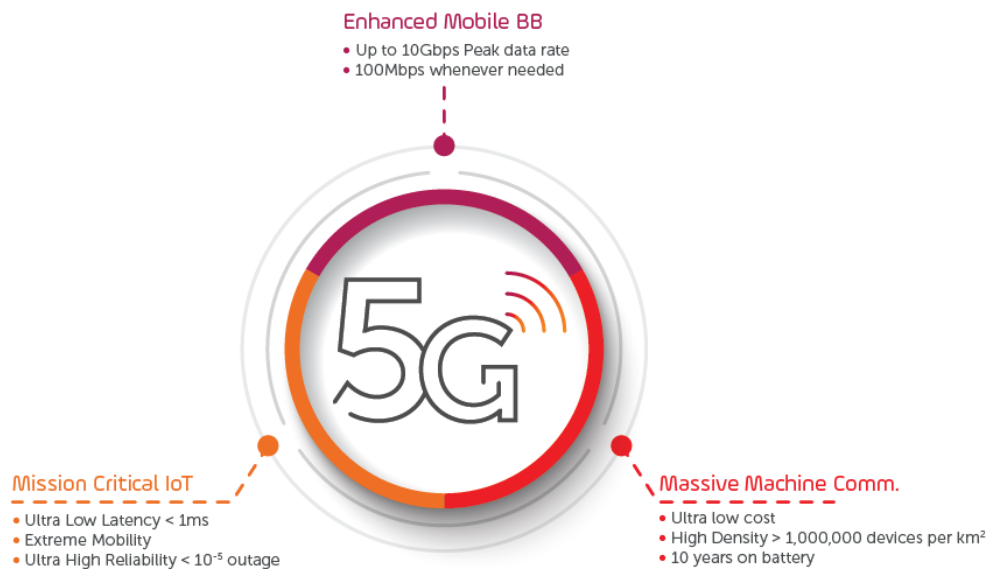 Enhanced Mobile BB
• Up to 10Gbps Peak data rate
• 100Mbps whenever needed
5G
Mission Critical IoT
• Ultra Low Latency < 1ms
• Extreme Mobility
• Ultra High Reliability < 10⁻⁵ outage
Massive Machine Comm.
• Ultra low cost
• High Density > 1,000,000 devices per km²
• 10 years on battery